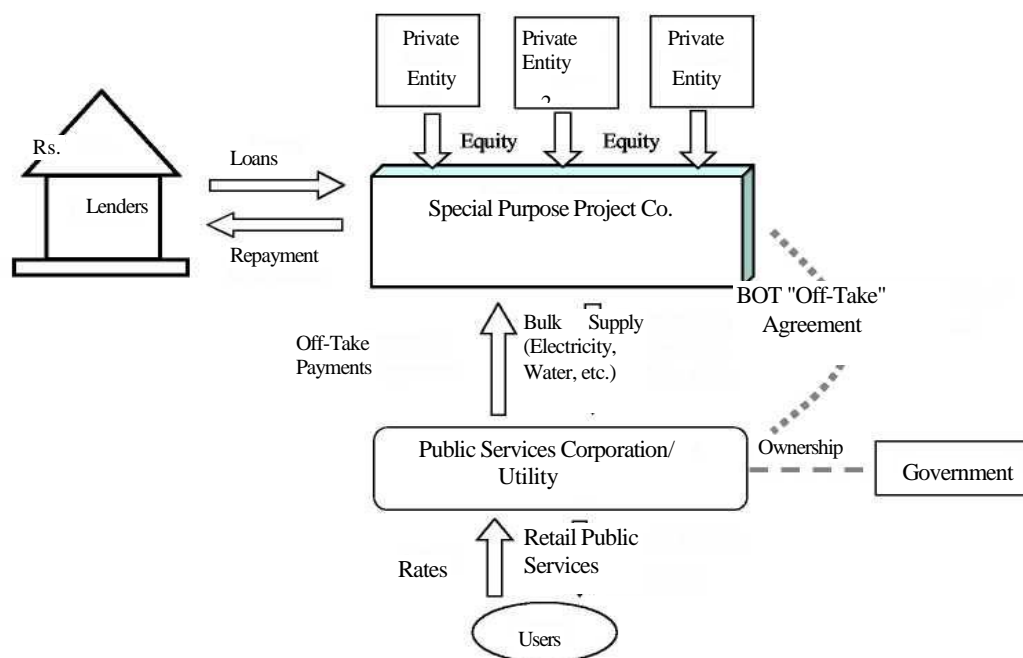 Private
Entity
Private
Entity
Private
Entity
Equity
Equity
Rs.
Lenders
Loans
Repayment
Special Purpose Project Co.
BOT "Off-Take"
Agreement
Off-Take
Payments
Bulk Supply
(Electricity,
Water, etc.)
Public Services Corporation/
Utility
Ownership
Government
Rates
Retail Public
Services
Users